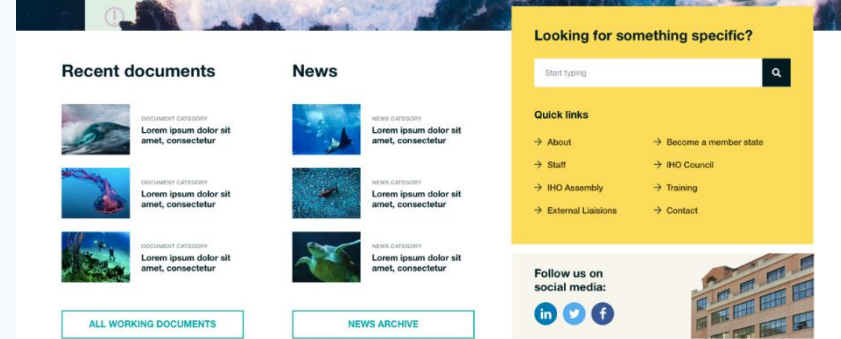 Recent documents
DOCUMENT CATEGORY
Lorem ipsum dolor sit
amet, consectetur
DOCUMENT CATEGORY
Lorem ipsum dolor sit
amet, consectetur
DOCUMENT CATEGORY
Lorem ipsum dolor sit
amet, consectetur
ALL WORKING DOCUMENTS
News
NEWS CATEGORY
Lorem ipsum dolor sit
amet, consectetur
NEWS CATEGORY
Lorem ipsum dolor sit
amet, consectetur
NEWS CATEGORY
Lorem ipsum dolor sit
amet, consectetur
NEWS ARCHIVE
Looking for something specific?
Start typing
Quick links
→ About
→ Staff
→ IHO Assembly
→ External Liaisions
→ Become a member state
→ IHO Council
→ Training
→ Contact
Follow us on
social media:
in
f